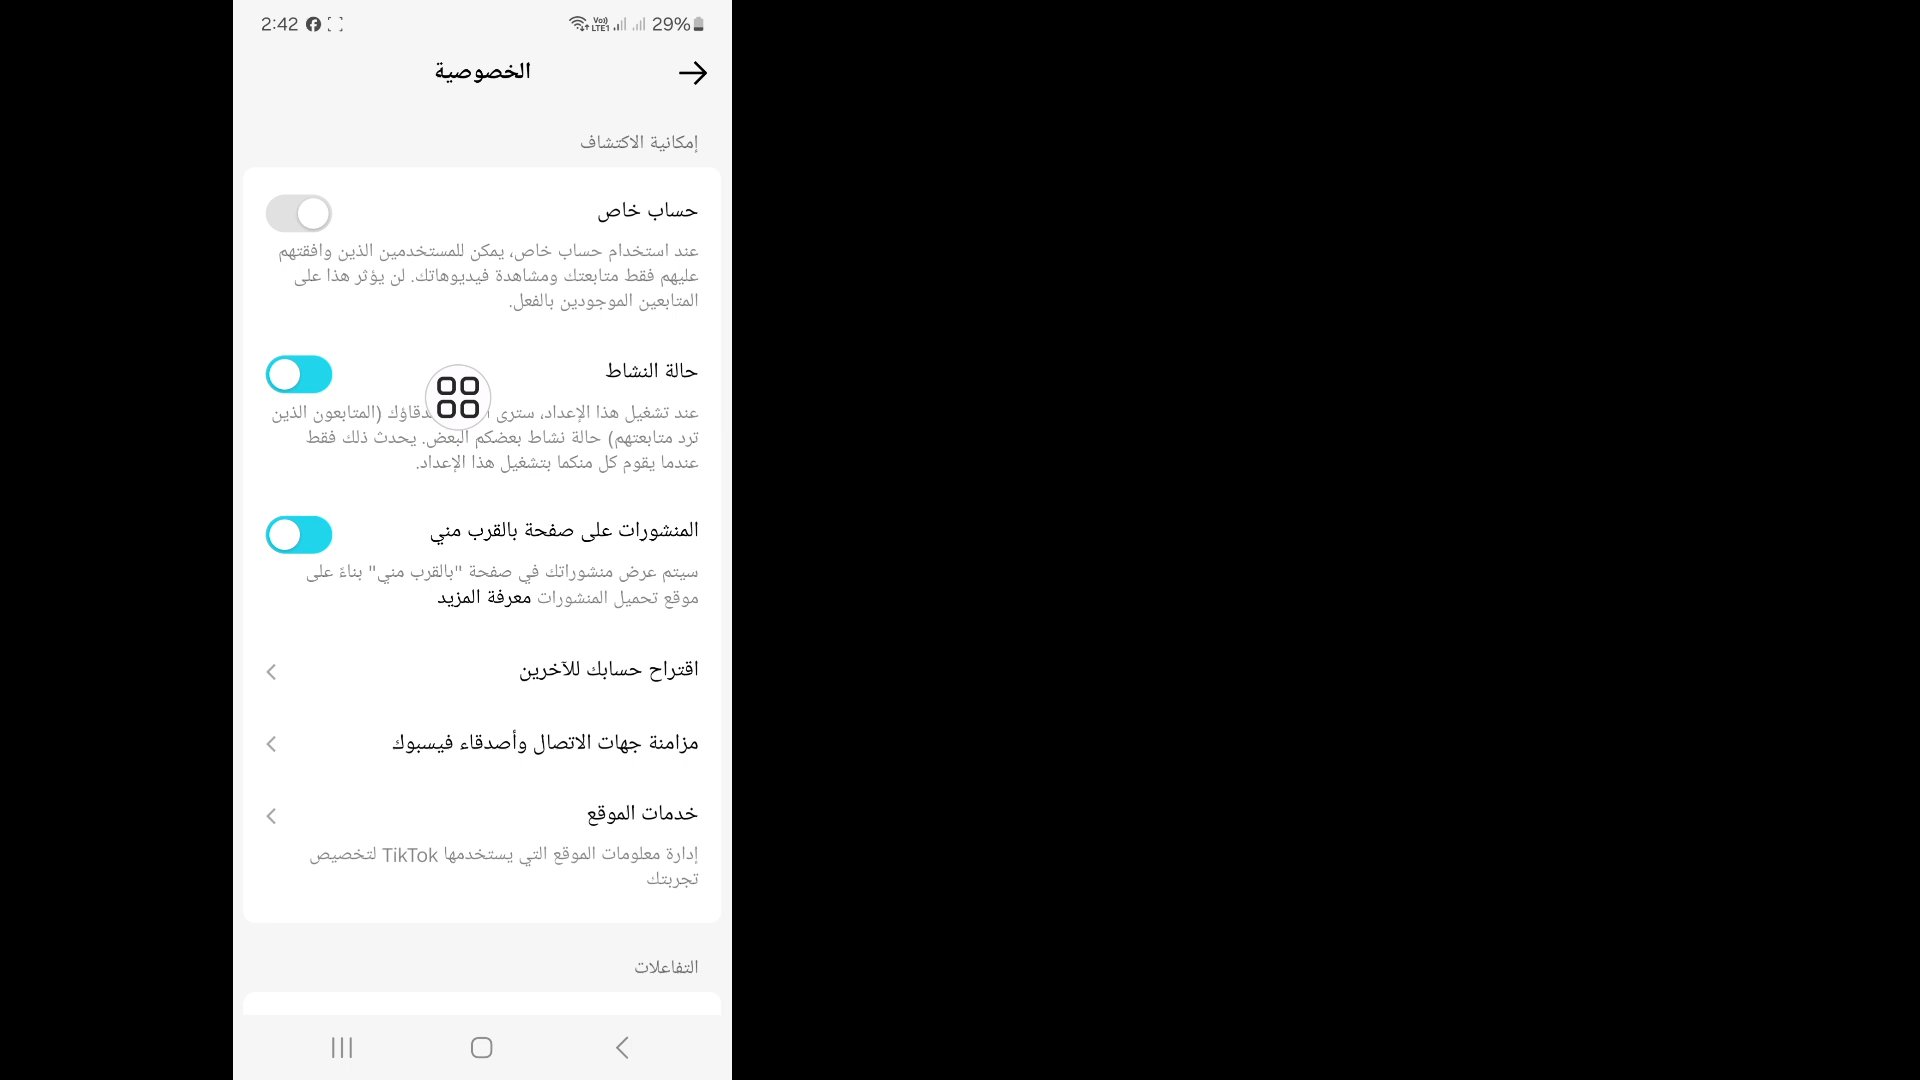 2:42 29%
الخصوصية
إمكانية الاكتشاف
حساب خاص
عند استخدام حساب خاص، يمكن للمستخدمين الذين وافقتهم
عليهم فقط متابعتك ومشاهدة فيديوهاتك. لن يؤثر هذا على
المتابعين الموجودين بالفعل.
حالة النشاط
عند تشغيل هذا الإعداد، سترى (المتابعون الذين
ترد متابعتهم) حالة نشاط بعضكم البعض. يحدث ذلك فقط
عندما يقوم كل منكما بتشغيل هذا الإعداد.
المنشورات على صفحة بالقرب مني
سيتم عرض منشوراتك في صفحة "بالقرب مني" بناءً على
موقع تحميل المنشورات معرفة المزيد
اقتراح حسابك للآخرين
مزامنة جهات الاتصال وأصدقاء فيسبوك
خدمات الموقع
إدارة معلومات الموقع التي يستخدمها TikTok لتخصيص
تجربتك
التفاعلات